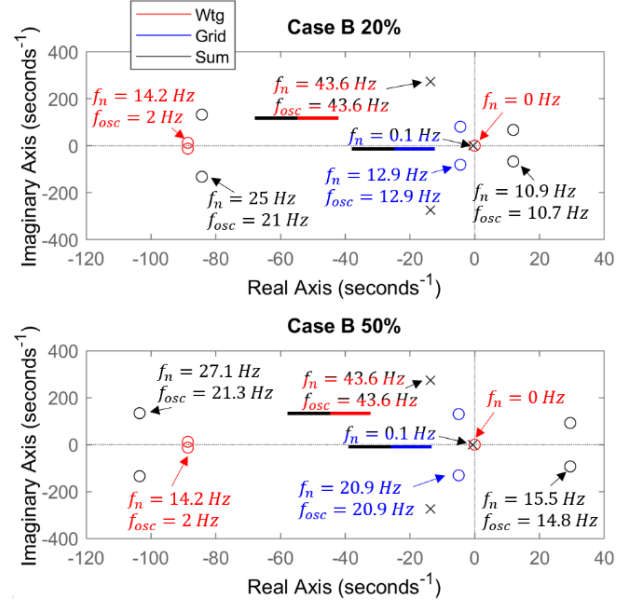 Wtg
Grid
Sum
Case B 20%
400
200
0
-200
-400
Imaginary Axis (seconds⁻¹)
f_n = 14.2 Hz
f_osc = 2 Hz
f_n = 43.6 Hz
f_osc = 43.6 Hz
f_n = 0 Hz
f_n = 0.1 Hz
f_n = 25 Hz
f_osc = 21 Hz
f_n = 12.9 Hz
f_osc = 12.9 Hz
f_n = 10.9 Hz
f_osc = 10.7 Hz
-120 -100 -80 -60 -40 -20 0 20 40
Real Axis (seconds⁻¹)
Case B 50%
400
200
0
-200
-400
Imaginary Axis (seconds⁻¹)
f_n = 27.1 Hz
f_osc = 21.3 Hz
f_n = 43.6 Hz
f_osc = 43.6 Hz
f_n = 0 Hz
f_n = 0.1 Hz
f_n = 14.2 Hz
f_osc = 2 Hz
f_n = 20.9 Hz
f_osc = 20.9 Hz
f_n = 15.5 Hz
f_osc = 14.8 Hz
-120 -100 -80 -60 -40 -20 0 20 40
Real Axis (seconds⁻¹)